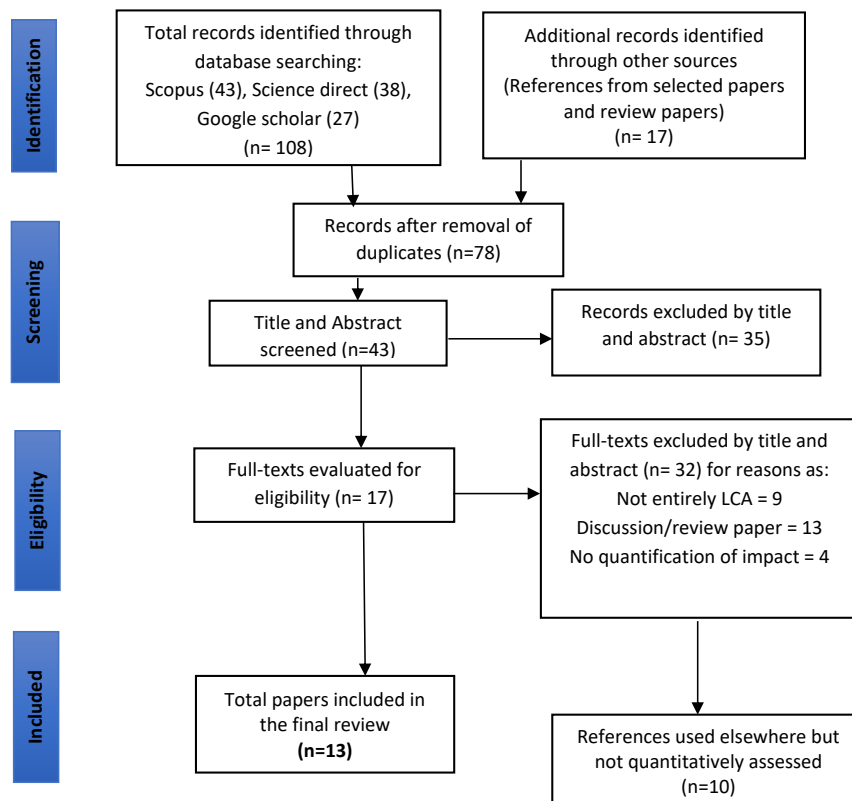 Identification
Total records identified through
database searching:
Scopus (43), Science direct (38),
Google scholar (27)
(n= 108)
Additional records identified
through other sources
(References from selected papers
and review papers)
(n= 17)
Screening
Records after removal of
duplicates (n=78)
Title and Abstract
screened (n=43)
Records excluded by title
and abstract (n= 35)
Eligibility
Full-texts evaluated for
eligibility (n= 17)
Full-texts excluded by title and
abstract (n= 32) for reasons as:
Not entirely LCA = 9
Discussion/review paper = 13
No quantification of impact = 4
Included
Total papers included in
the final review
(n=13)
References used elsewhere but
not quantitatively assessed
(n=10)